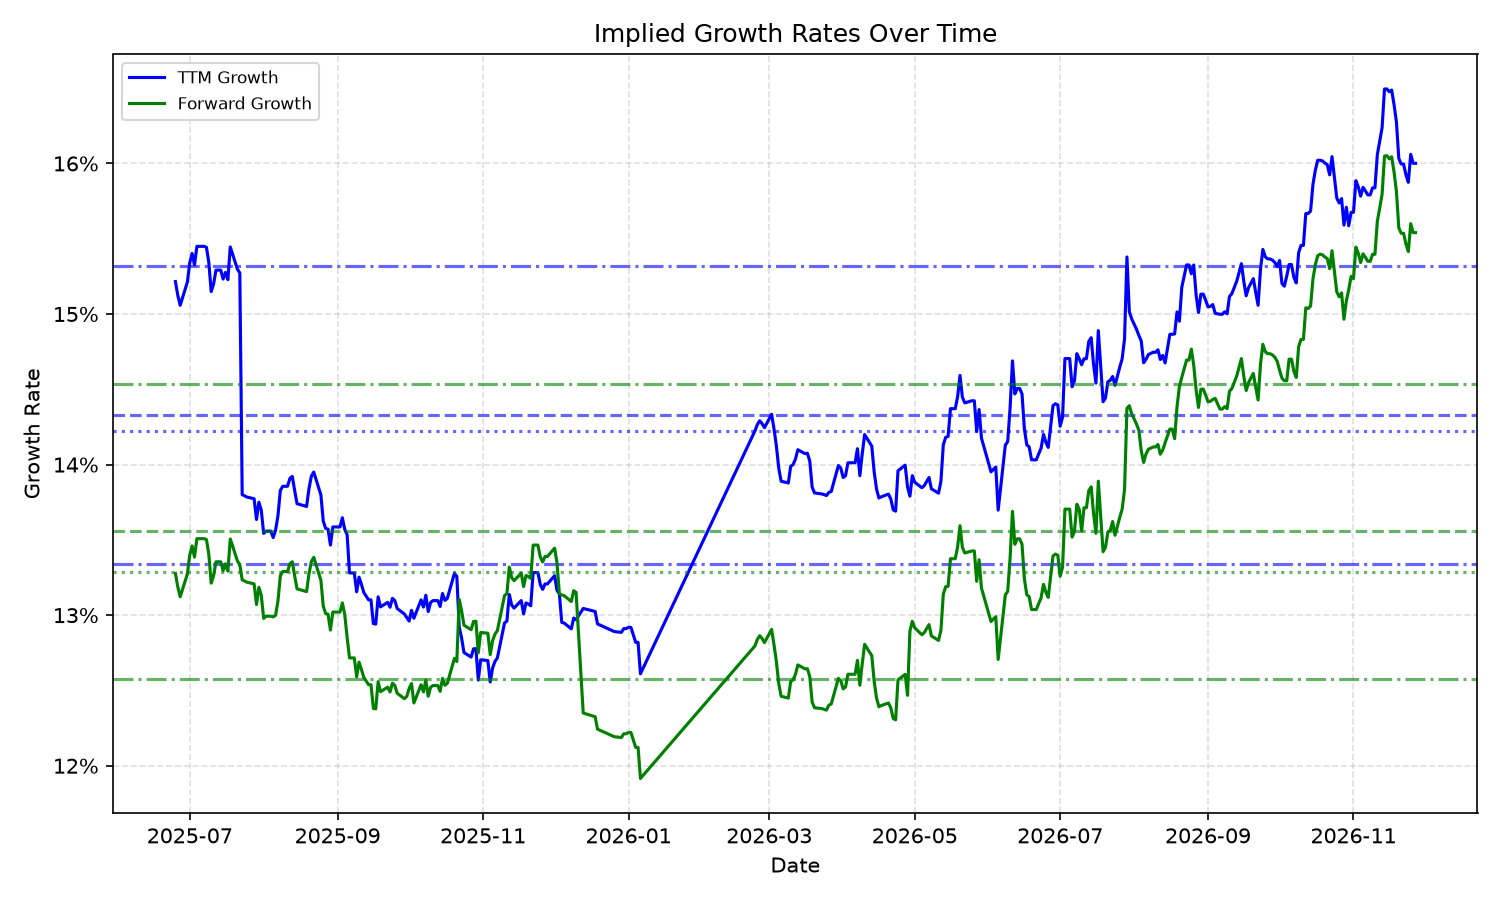 Implied Growth Rates Over Time
TTM Growth
Forward Growth
16%
15%
14%
13%
12%
Growth Rate
2025-07
2025-09
2025-11
2026-01
2026-03
2026-05
2026-07
2026-09
2026-11
Date